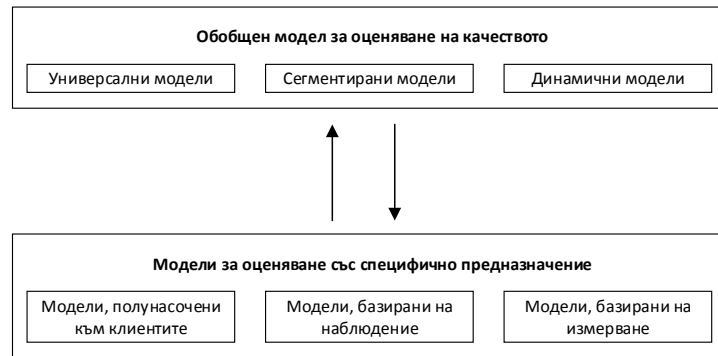 Обобщен модел за оценяване на качеството
Универсални модели
Сегментирани модели
Динамични модели
Модели за оценяване със специфично предназначение
Модели, полунасочени
към клиентите
Модели, базирани на
наблюдение
Модели, базирани на
измерване